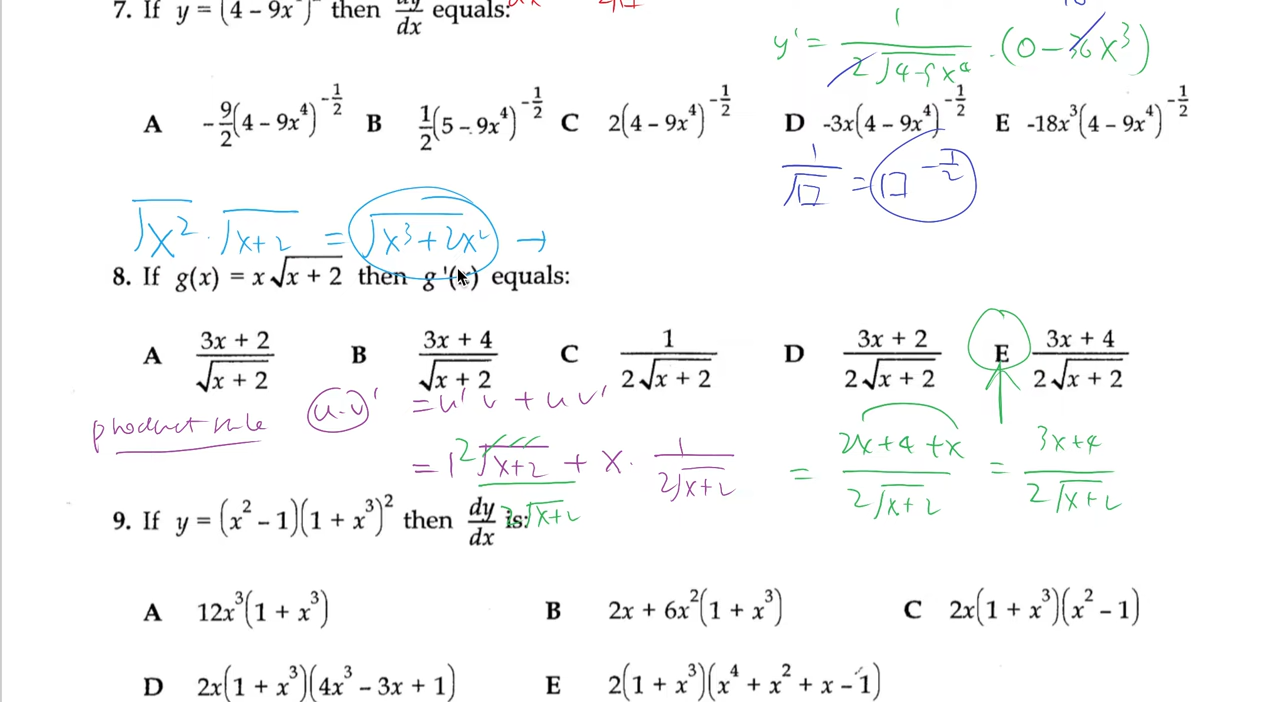 7. If y = (4 – 9x )  then dy/dx equals:
y' = 1/(2√(4-9x⁴)) · (0 – 36x³)
A -9/2(4 – 9x⁴)^(-1/2) B 1/2(5 – 9x⁴)^(-1/2) C 2(4 – 9x⁴)^(-1/2) D -3x(4 – 9x⁴)^(-1/2) E -18x³(4 – 9x⁴)^(-1/2)
1/√□ = □^(-1/2)
√x² · √x+2 = √x³+2x² →
8. If g(x) = x√(x + 2) then g'(x) equals:
A (3x + 2)/√(x + 2) B (3x + 4)/√(x + 2) C 1/(2√(x + 2)) D (3x + 2)/(2√(x + 2)) E (3x + 4)/(2√(x + 2))
product rule (u·v)' = u'v + uv'
= 1 2√x+2 / 2√x+2 + x · 1/(2√x+2) = (2x+4+x)/(2√x+2) = (3x+4)/(2√x+2)
9. If y = (x² – 1)(1 + x³)² then dy/dx is:
A 12x³(1 + x³) B 2x + 6x²(1 + x³) C 2x(1 + x³)(x² – 1)
D 2x(1 + x³)(4x³ – 3x + 1) E 2(1 + x³)(x⁴ + x² + x – 1)